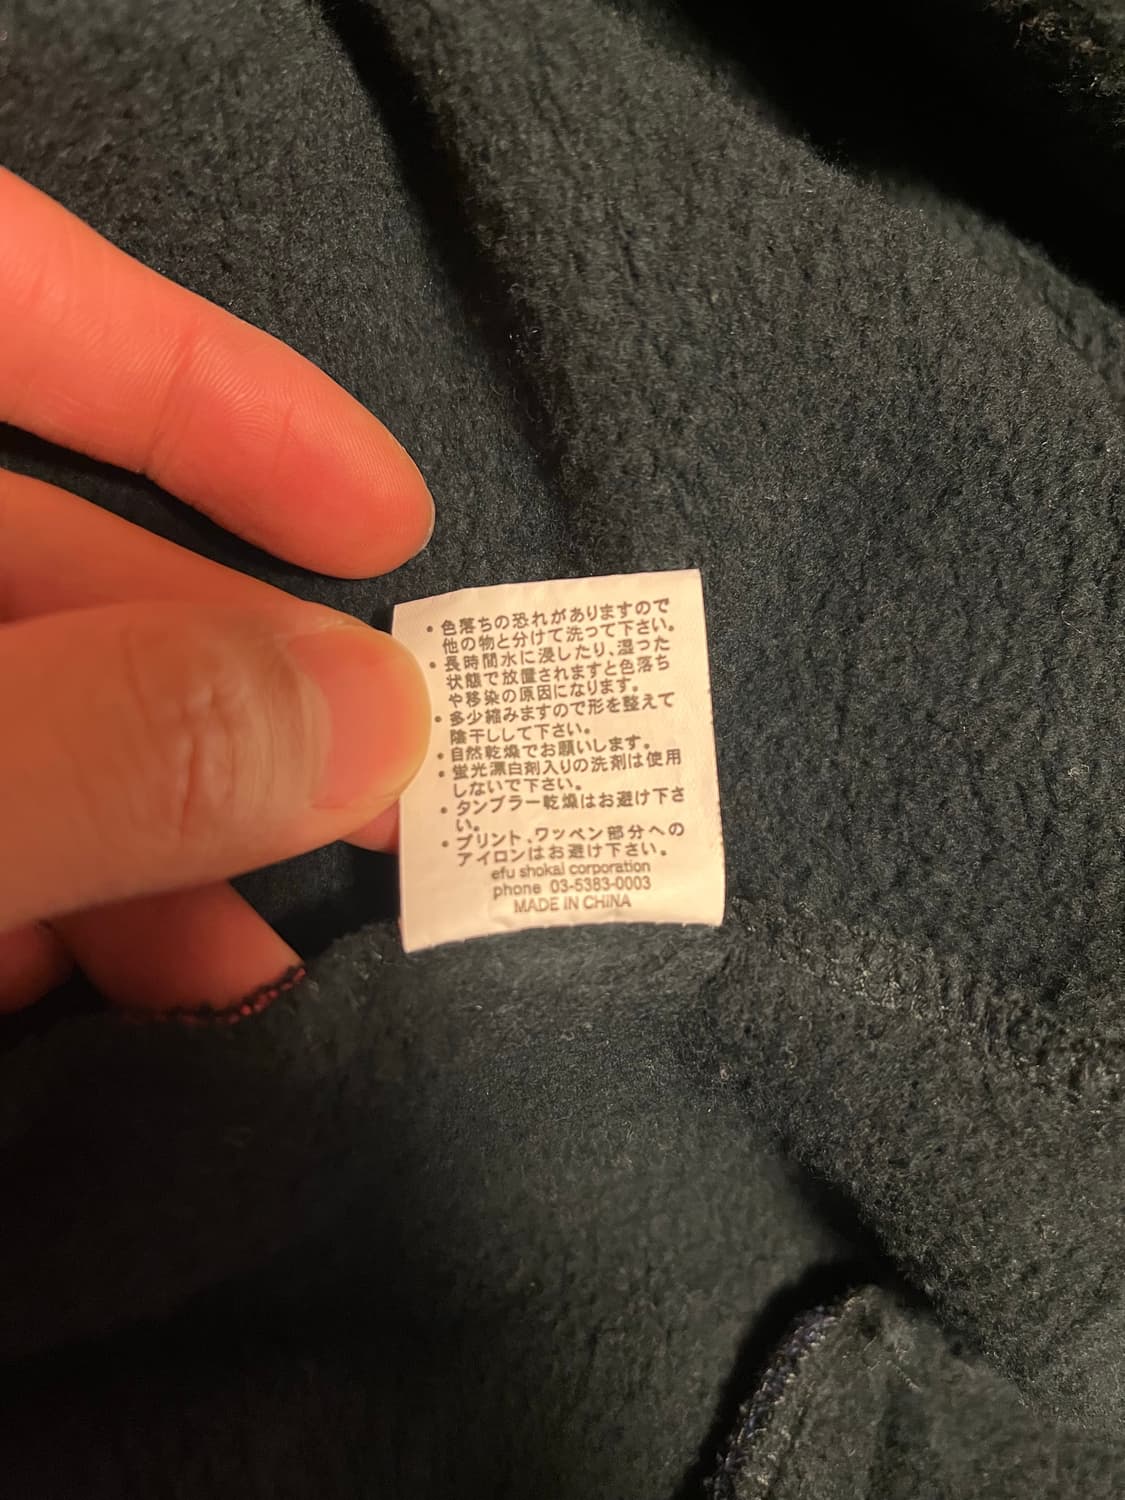 ・色落ちの恐れがありますので
他の物と分けて洗って下さい。
・長時間水に浸したり、湿った
状態で放置されますと色落ち
や移染の原因になります。
・多少縮みますので形を整えて
陰干しして下さい。
・自然乾燥でお願いします。
・蛍光漂白剤入りの洗剤は使用
しないで下さい。
・タンブラー乾燥はお避け下さ
い。
・プリント、ワッペン部分への
アイロンはお避け下さい。
efu shokai corporation
phone 03-5383-0003
MADE IN CHINA